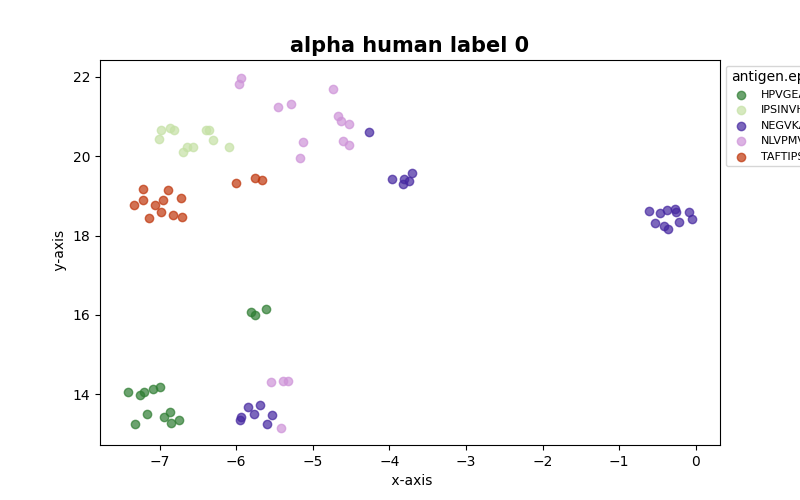 alpha human label 0
antigen.ep
HPVGEA
IPSINVH
NEGVKA
NLVPMV
TAFTIPS
y-axis
22
20
18
16
14
−7 −6 −5 −4 −3 −2 −1 0
x-axis